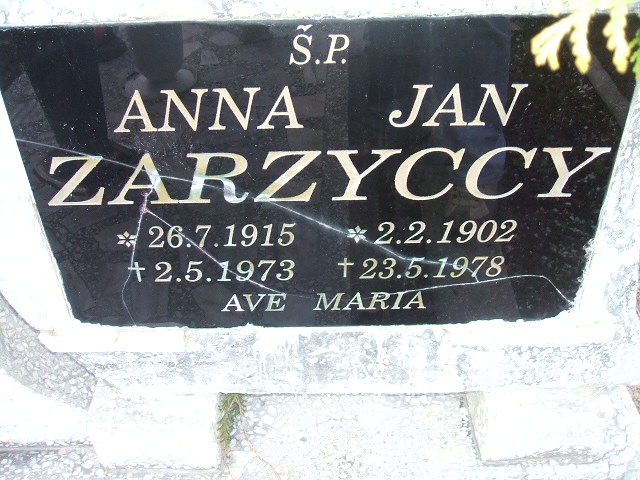 Š.P.
ANNA JAN
ZARZYCCY
* 26.7.1915 * 2.2.1902
† 2.5.1973 † 23.5.1978
AVE MARIA